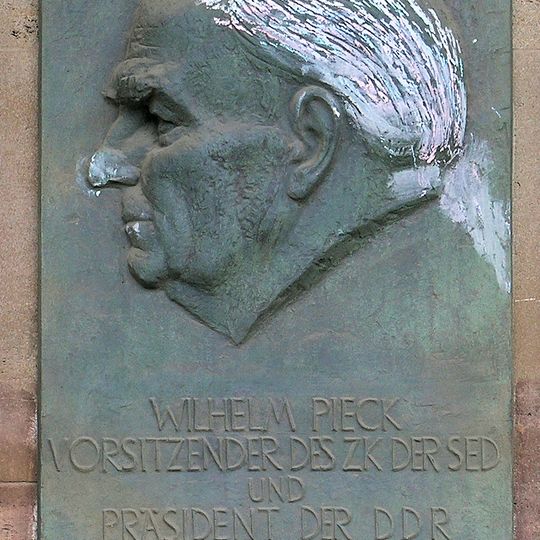 WILHELM PIECK
VORSITZENDER DES ZK DER SED
UND
PRÄSIDENT DER DDR